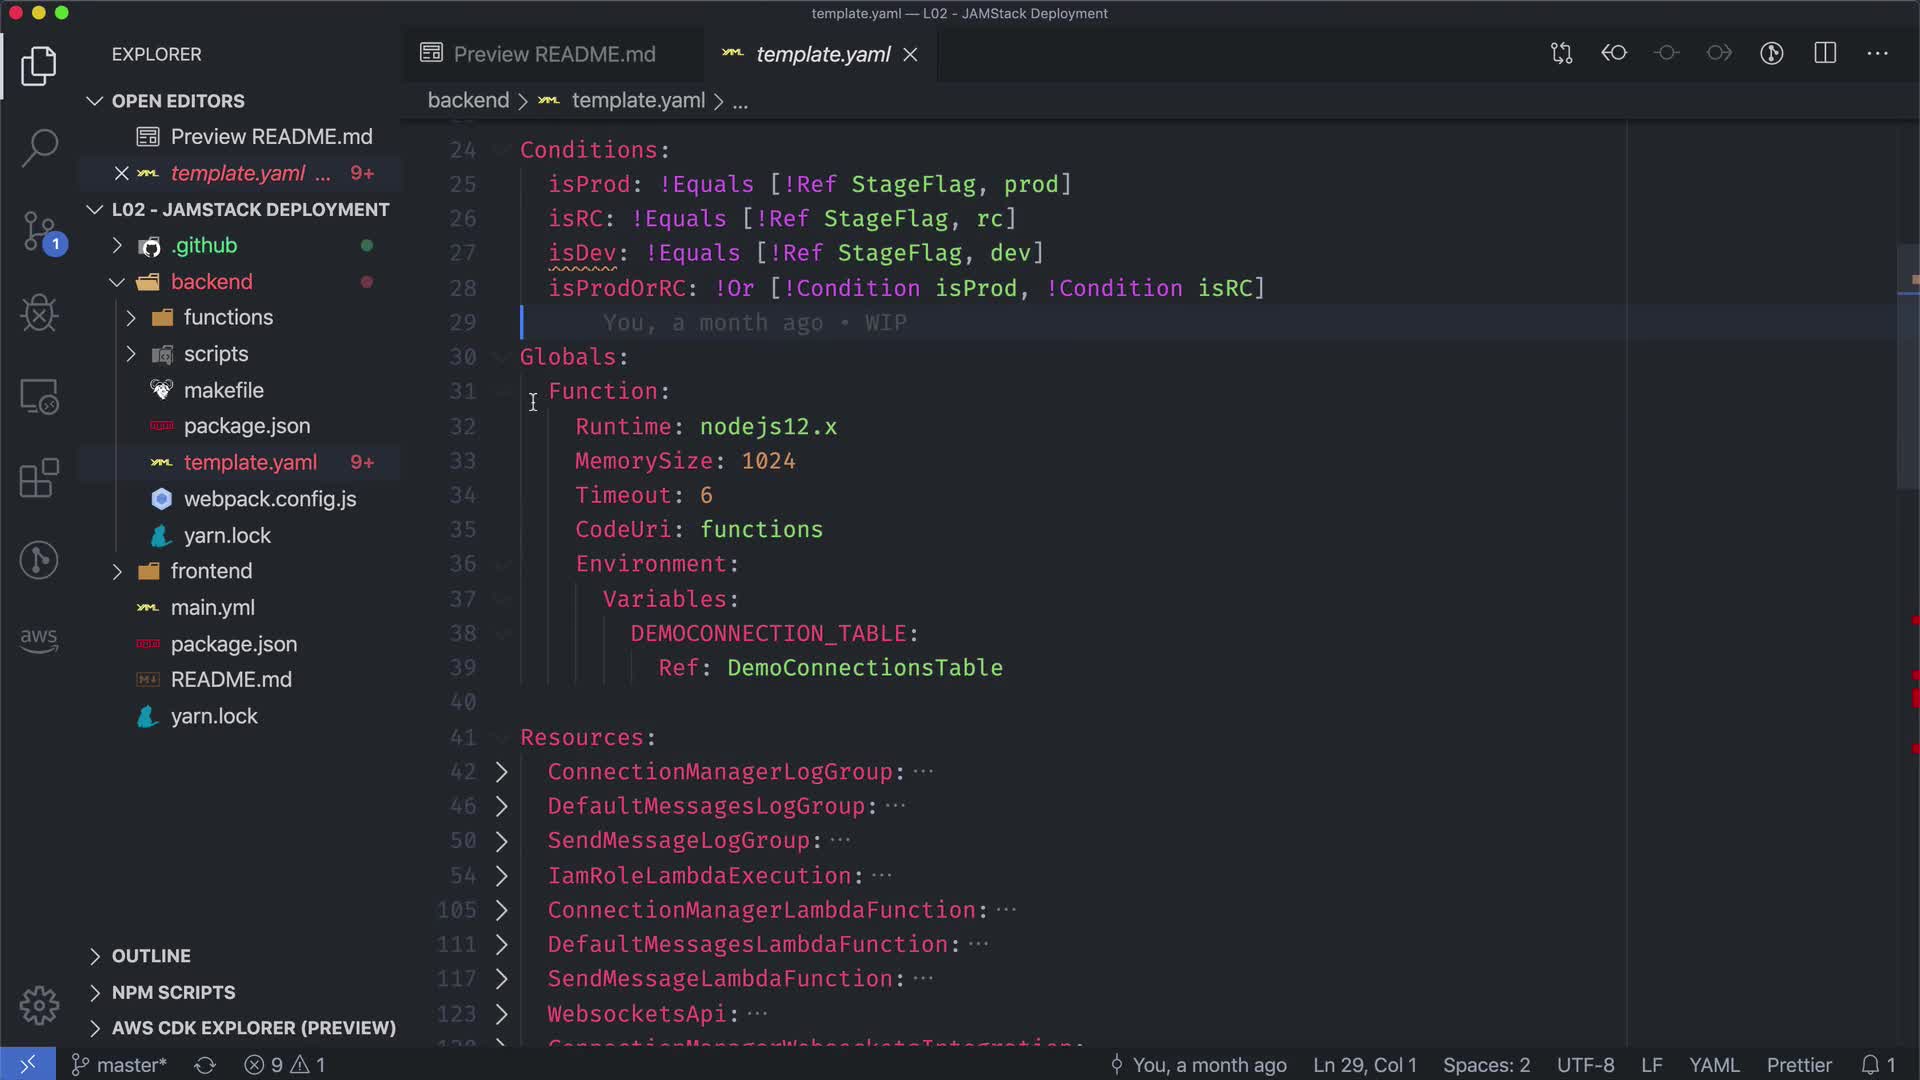 template.yaml — L02 - JAMStack Deployment
EXPLORER
OPEN EDITORS
Preview README.md
template.yaml ... 9+
L02 - JAMSTACK DEPLOYMENT
.github
backend
functions
scripts
makefile
package.json
template.yaml 9+
webpack.config.js
yarn.lock
frontend
main.yml
package.json
README.md
yarn.lock
OUTLINE
NPM SCRIPTS
AWS CDK EXPLORER (PREVIEW)
1
aws
Preview README.md
template.yaml
backend > template.yaml > ...
24 Conditions:
25 isProd: !Equals [!Ref StageFlag, prod]
26 isRC: !Equals [!Ref StageFlag, rc]
27 isDev: !Equals [!Ref StageFlag, dev]
28 isProdOrRC: !Or [!Condition isProd, !Condition isRC]
29 You, a month ago • WIP
30 Globals:
31 Function:
32 Runtime: nodejs12.x
33 MemorySize: 1024
34 Timeout: 6
35 CodeUri: functions
36 Environment:
37 Variables:
38 DEMOCONNECTION_TABLE:
39 Ref: DemoConnectionsTable
40
41 Resources:
42 ConnectionManagerLogGroup:···
46 DefaultMessagesLogGroup:···
50 SendMessageLogGroup:···
54 IamRoleLambdaExecution:···
105 ConnectionManagerLambdaFunction:···
111 DefaultMessagesLambdaFunction:···
117 SendMessageLambdaFunction:···
123 WebsocketsApi:···
ConnectionManagerWebsocketsIntegration:
master* 9 1
You, a month ago Ln 29, Col 1 Spaces: 2 UTF-8 LF YAML Prettier 1